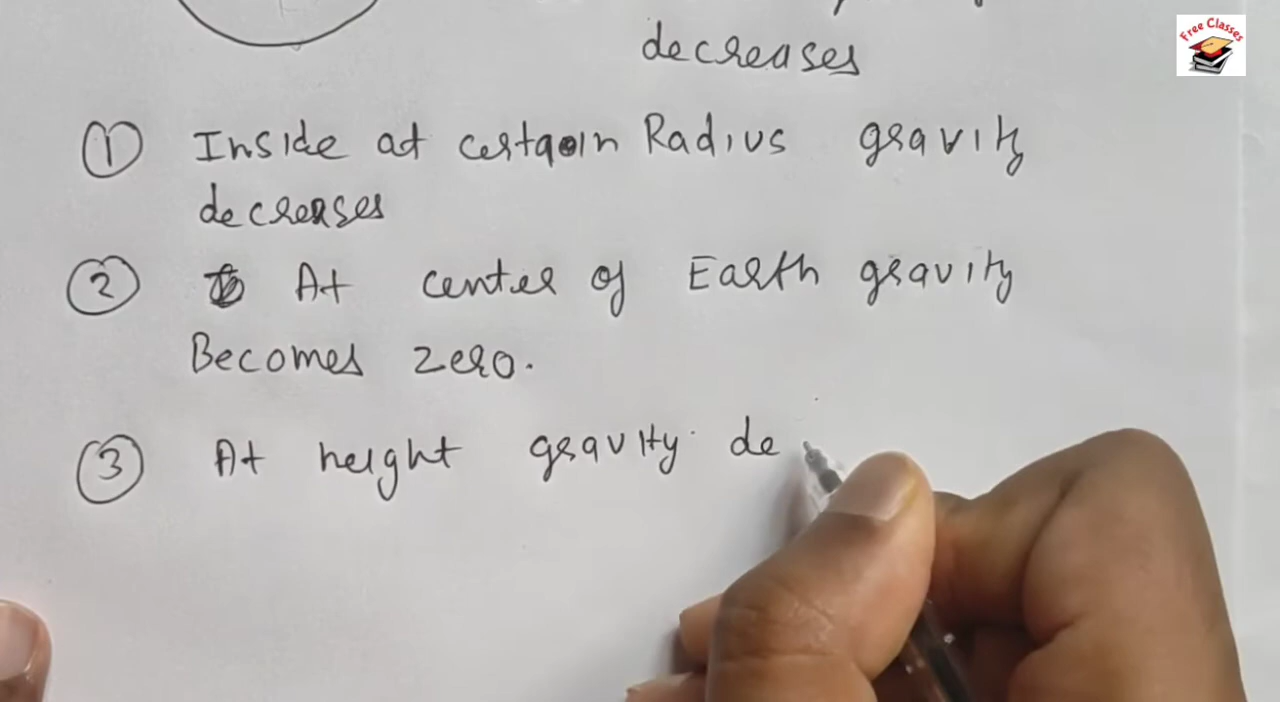 Free Classes
decreases
① Inside at certain Radius gravity
decreases
② At center of Earth gravity
Becomes zero.
③ At height gravity de